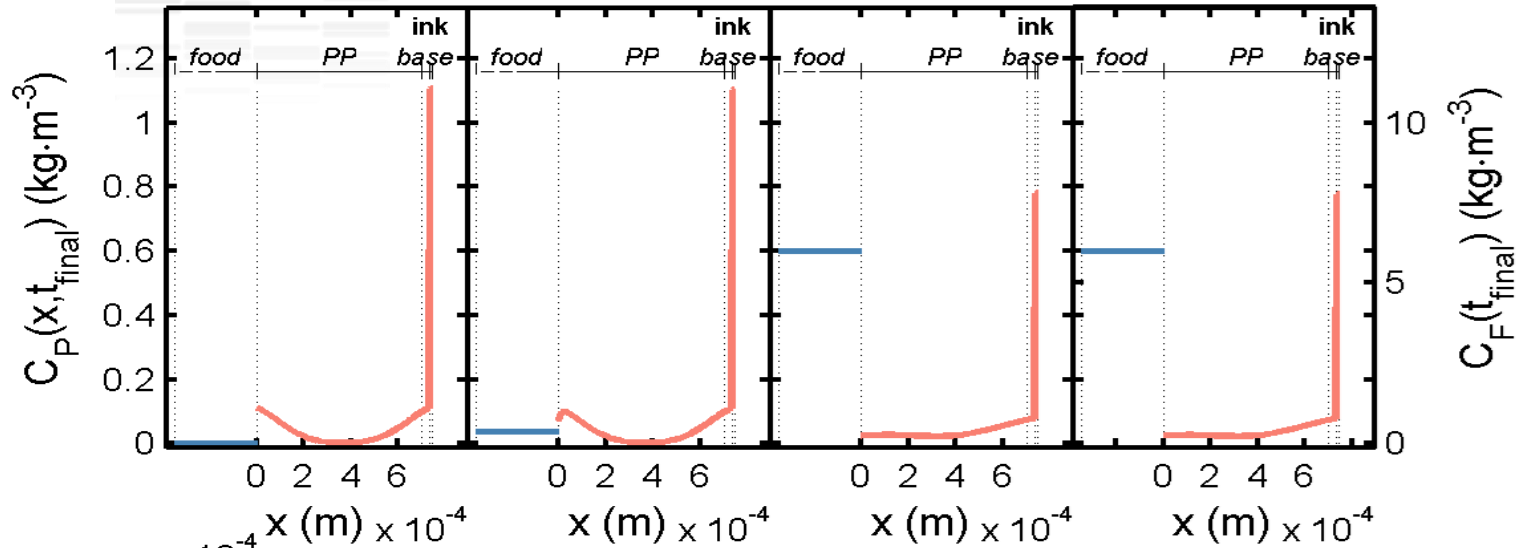 ink ink ink ink
food PP base food PP base food PP base food PP base
1.2
1
0.8
0.6
0.4
0.2
0
C_P(x,t_final) (kg·m^-3)
10
5
0
C_F(t_final) (kg·m^-3)
0 2 4 6 0 2 4 6 0 2 4 6 0 2 4 6
x (m) x 10^-4 x (m) x 10^-4 x (m) x 10^-4 x (m) x 10^-4
10^-4